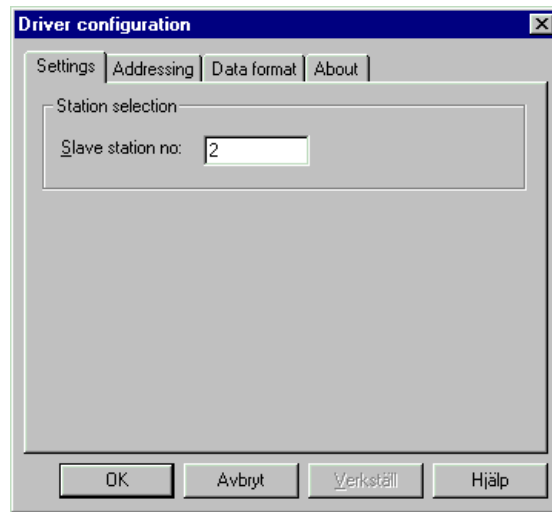 Driver configuration
Settings Addressing Data format About
Station selection
Slave station no: 2
OK Avbryt Verkställ Hjälp